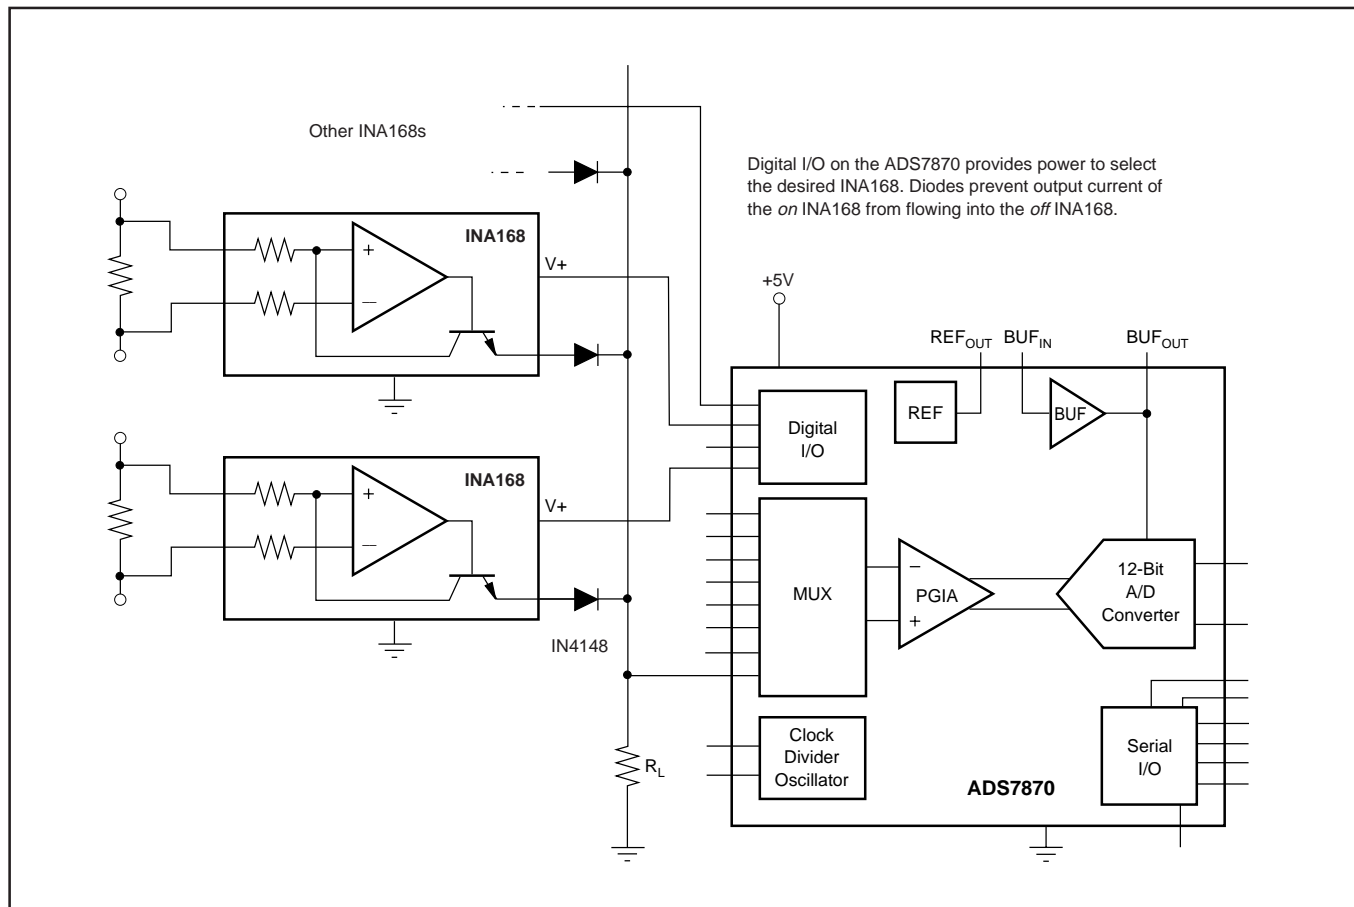 Other INA168s
Digital I/O on the ADS7870 provides power to select
the desired INA168. Diodes prevent output current of
the on INA168 from flowing into the off INA168.
INA168
+
–
V+
+5V
REFOUT
BUFIN
BUFOUT
REF
BUF
Digital
I/O
INA168
+
–
V+
IN4148
MUX
–
PGIA
+
12-Bit
A/D
Converter
RL
Clock
Divider
Oscillator
Serial
I/O
ADS7870